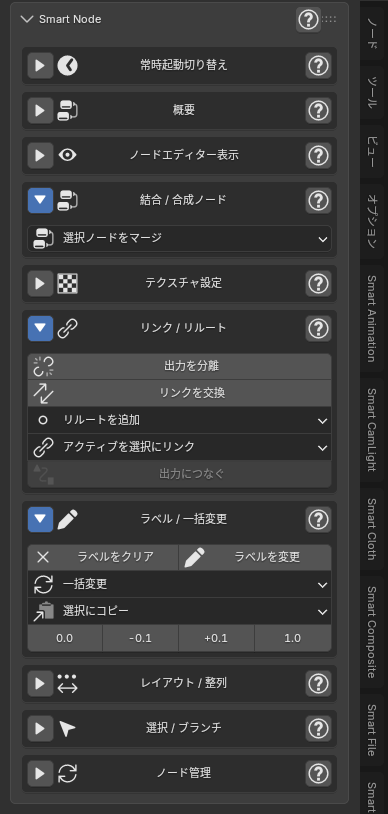 Smart Node
常時起動切り替え
概要
ノードエディター表示
結合 / 合成ノード
選択ノードをマージ
テクスチャ設定
リンク / リルート
出力を分離
リンクを交換
リルートを追加
アクティブを選択にリンク
出力につなぐ
ラベル / 一括変更
ラベルをクリア ラベルを変更
一括変更
選択にコピー
0.0 -0.1 +0.1 1.0
レイアウト / 整列
選択 / ブランチ
ノード管理
ノード
ツール
ビュー
オプション
Smart Animation
Smart CamLight
Smart Cloth
Smart Composite
Smart File
Smart